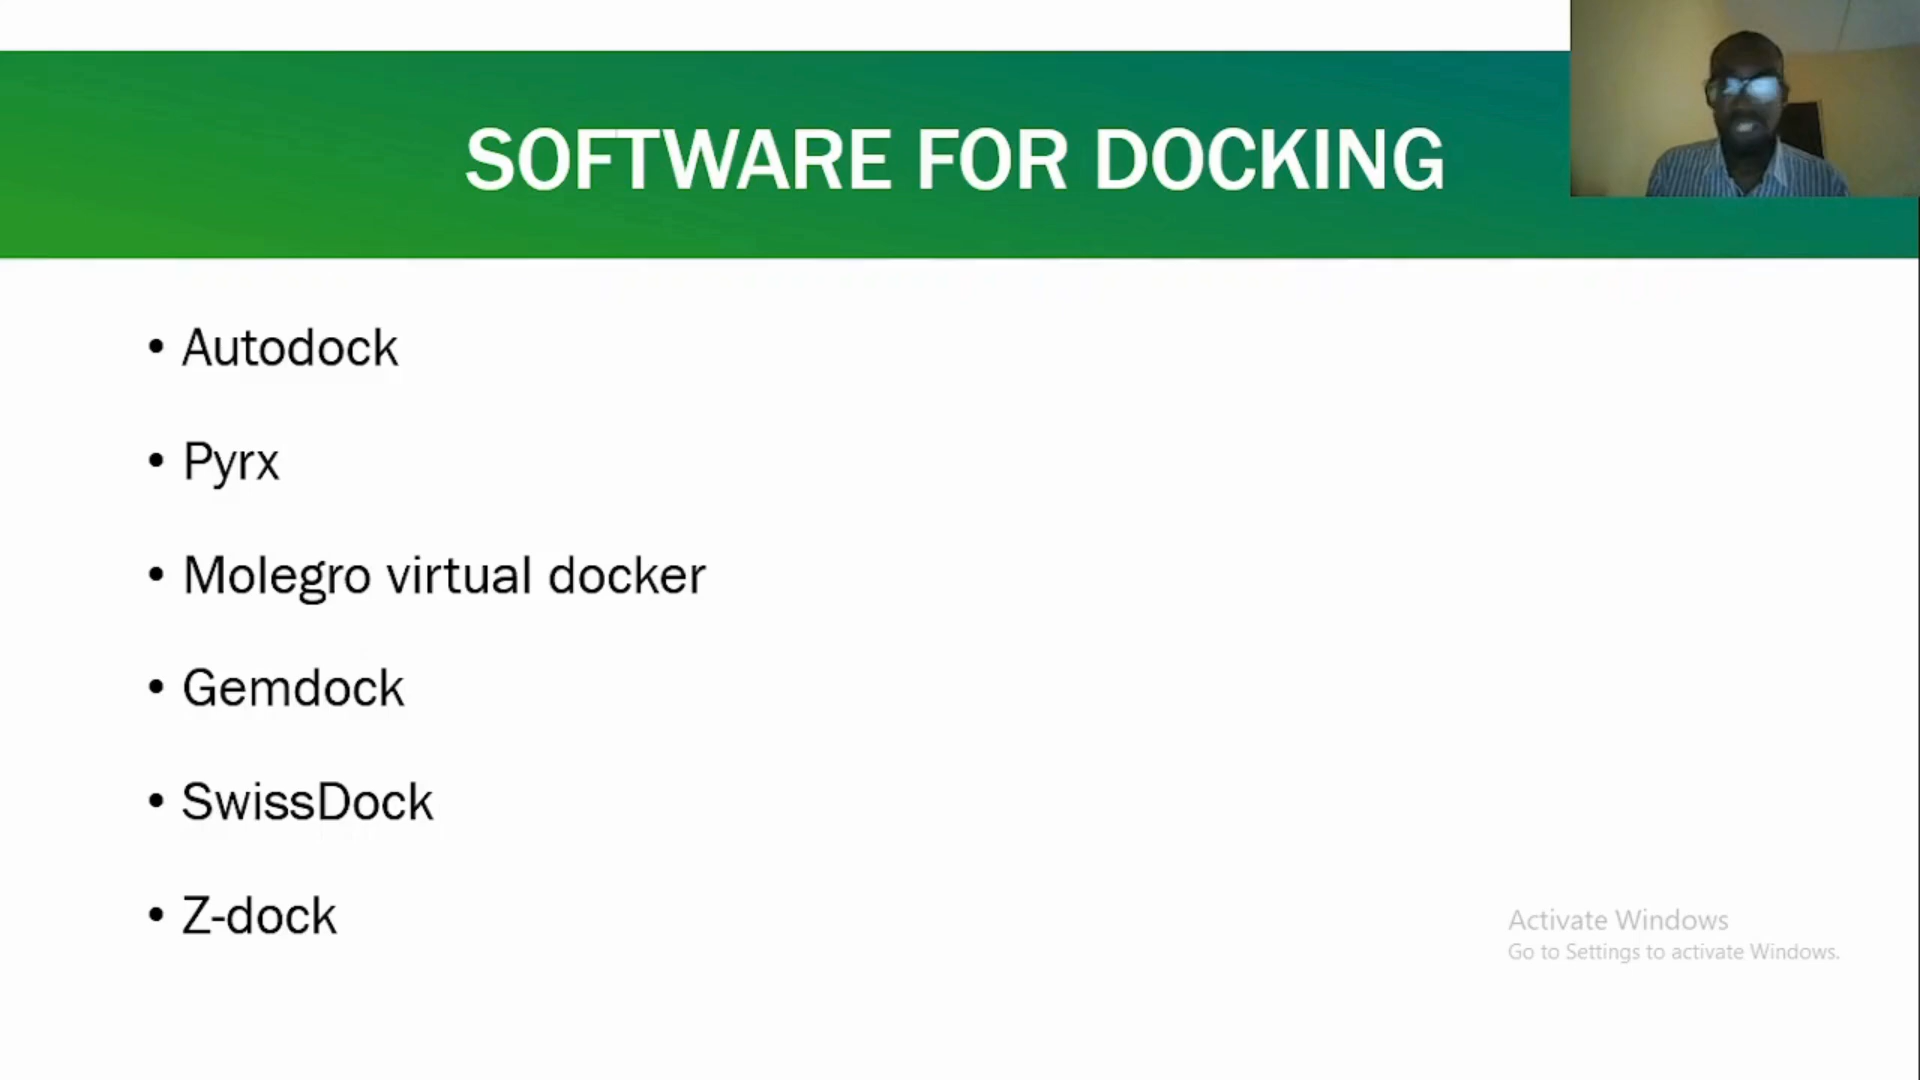 SOFTWARE FOR DOCKING
• Autodock
• Pyrx
• Molegro virtual docker
• Gemdock
• SwissDock
• Z-dock
Activate Windows
Go to Settings to activate Windows.